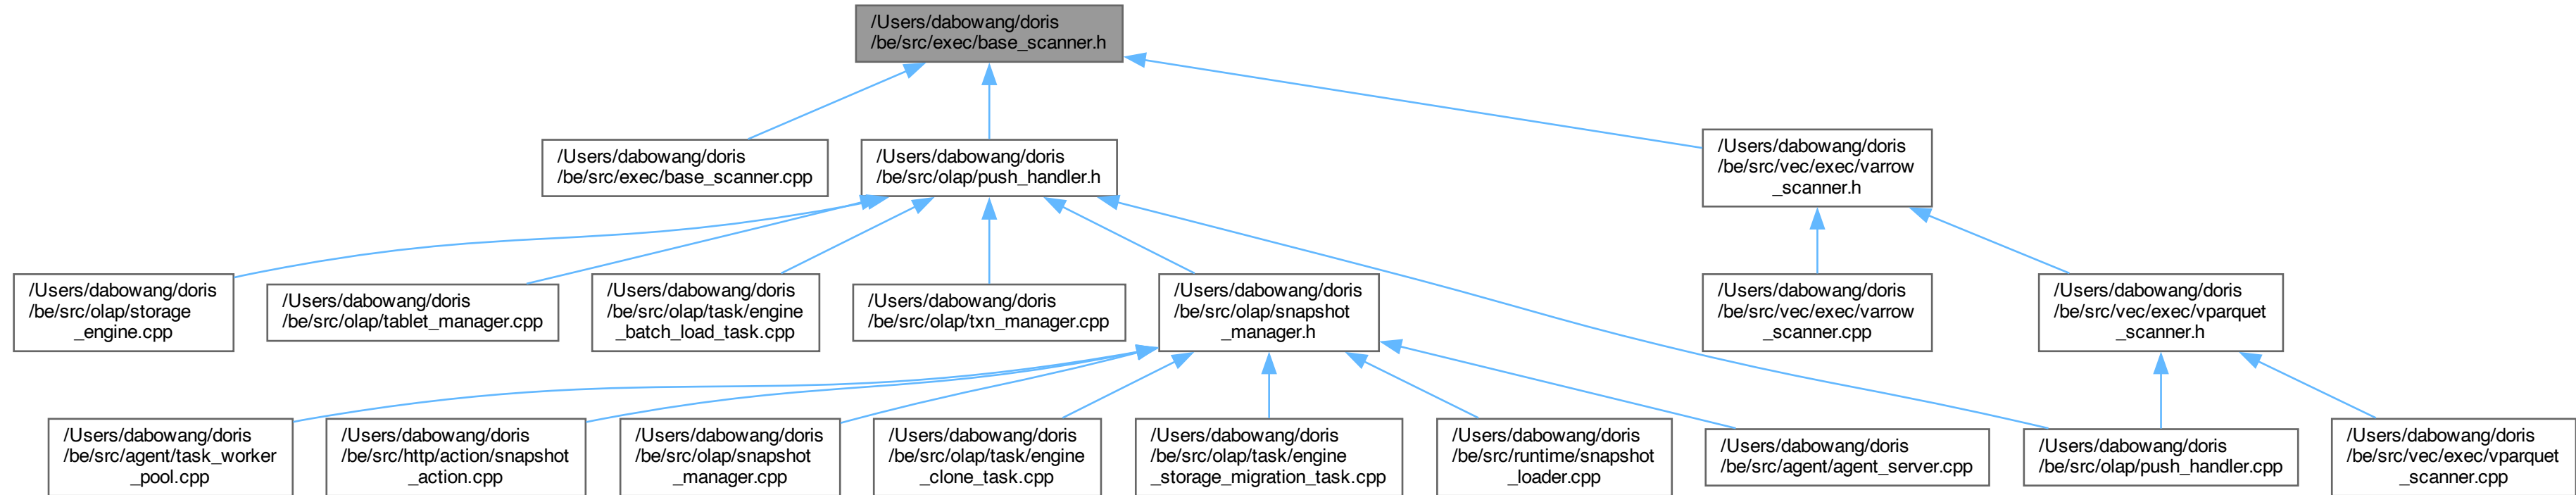 /Users/dabowang/doris
/be/src/exec/base_scanner.h
/Users/dabowang/doris
/be/src/exec/base_scanner.cpp
/Users/dabowang/doris
/be/src/olap/push_handler.h
/Users/dabowang/doris
/be/src/vec/exec/varrow
_scanner.h
/Users/dabowang/doris
/be/src/olap/storage
_engine.cpp
/Users/dabowang/doris
/be/src/olap/tablet_manager.cpp
/Users/dabowang/doris
/be/src/olap/task/engine
_batch_load_task.cpp
/Users/dabowang/doris
/be/src/olap/txn_manager.cpp
/Users/dabowang/doris
/be/src/olap/snapshot
_manager.h
/Users/dabowang/doris
/be/src/vec/exec/varrow
_scanner.cpp
/Users/dabowang/doris
/be/src/vec/exec/vparquet
_scanner.h
/Users/dabowang/doris
/be/src/agent/task_worker
_pool.cpp
/Users/dabowang/doris
/be/src/http/action/snapshot
_action.cpp
/Users/dabowang/doris
/be/src/olap/snapshot
_manager.cpp
/Users/dabowang/doris
/be/src/olap/task/engine
_clone_task.cpp
/Users/dabowang/doris
/be/src/olap/task/engine
_storage_migration_task.cpp
/Users/dabowang/doris
/be/src/runtime/snapshot
_loader.cpp
/Users/dabowang/doris
/be/src/agent/agent_server.cpp
/Users/dabowang/doris
/be/src/olap/push_handler.cpp
/Users/dabowang/doris
/be/src/vec/exec/vparquet
_scanner.cpp